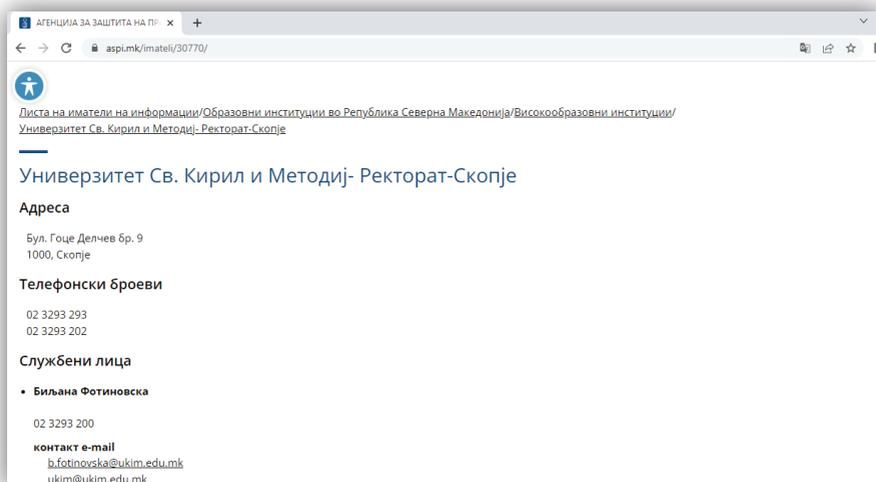 АГЕНЦИЈА ЗА ЗАШТИТА НА ПР
aspi.mk/imateli/30770/
Листа на иматели на информации/Образовни институции во Република Северна Македонија/Високообразовни институции/
Универзитет Св. Кирил и Методиј- Ректорат-Скопје
Универзитет Св. Кирил и Методиј- Ректорат-Скопје
Адреса
Бул. Гоце Делчев бр. 9
1000, Скопје
Телефонски броеви
02 3293 293
02 3293 202
Службени лица
• Биљана Фотиновска
02 3293 200
контакт e-mail
b.fotinovska@ukim.edu.mk
ukim@ukim.edu.mk